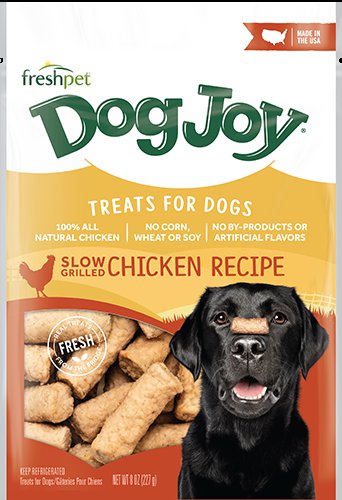 MADE IN
THE USA
freshpet®
Dog Joy®
TREATS FOR DOGS
100% ALL
NATURAL CHICKEN
NO CORN,
WHEAT OR SOY
NO BY-PRODUCTS OR
ARTIFICIAL FLAVORS
SLOW
GRILLED
CHICKEN RECIPE
FRESH
KEEP REFRIGERATED
Treats for Dogs/Gâteries Pour Chiens
NET WT 8 OZ (227 g)